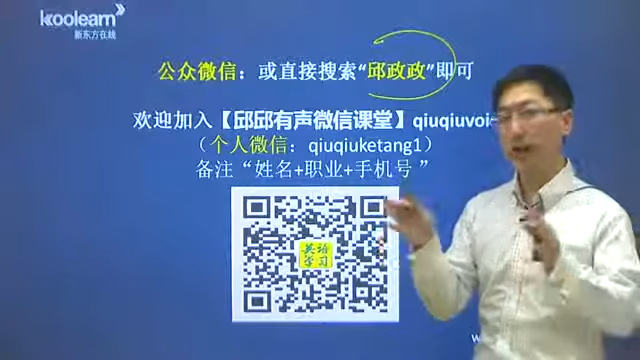 koolearn
新东方在线
公众微信：或直接搜索“邱政政”即可
欢迎加入【邱邱有声微信课堂】qiuqiuvoi
（个人微信：qiuqiuketang1）
备注“姓名+职业+手机号 ”
英语
学习
w